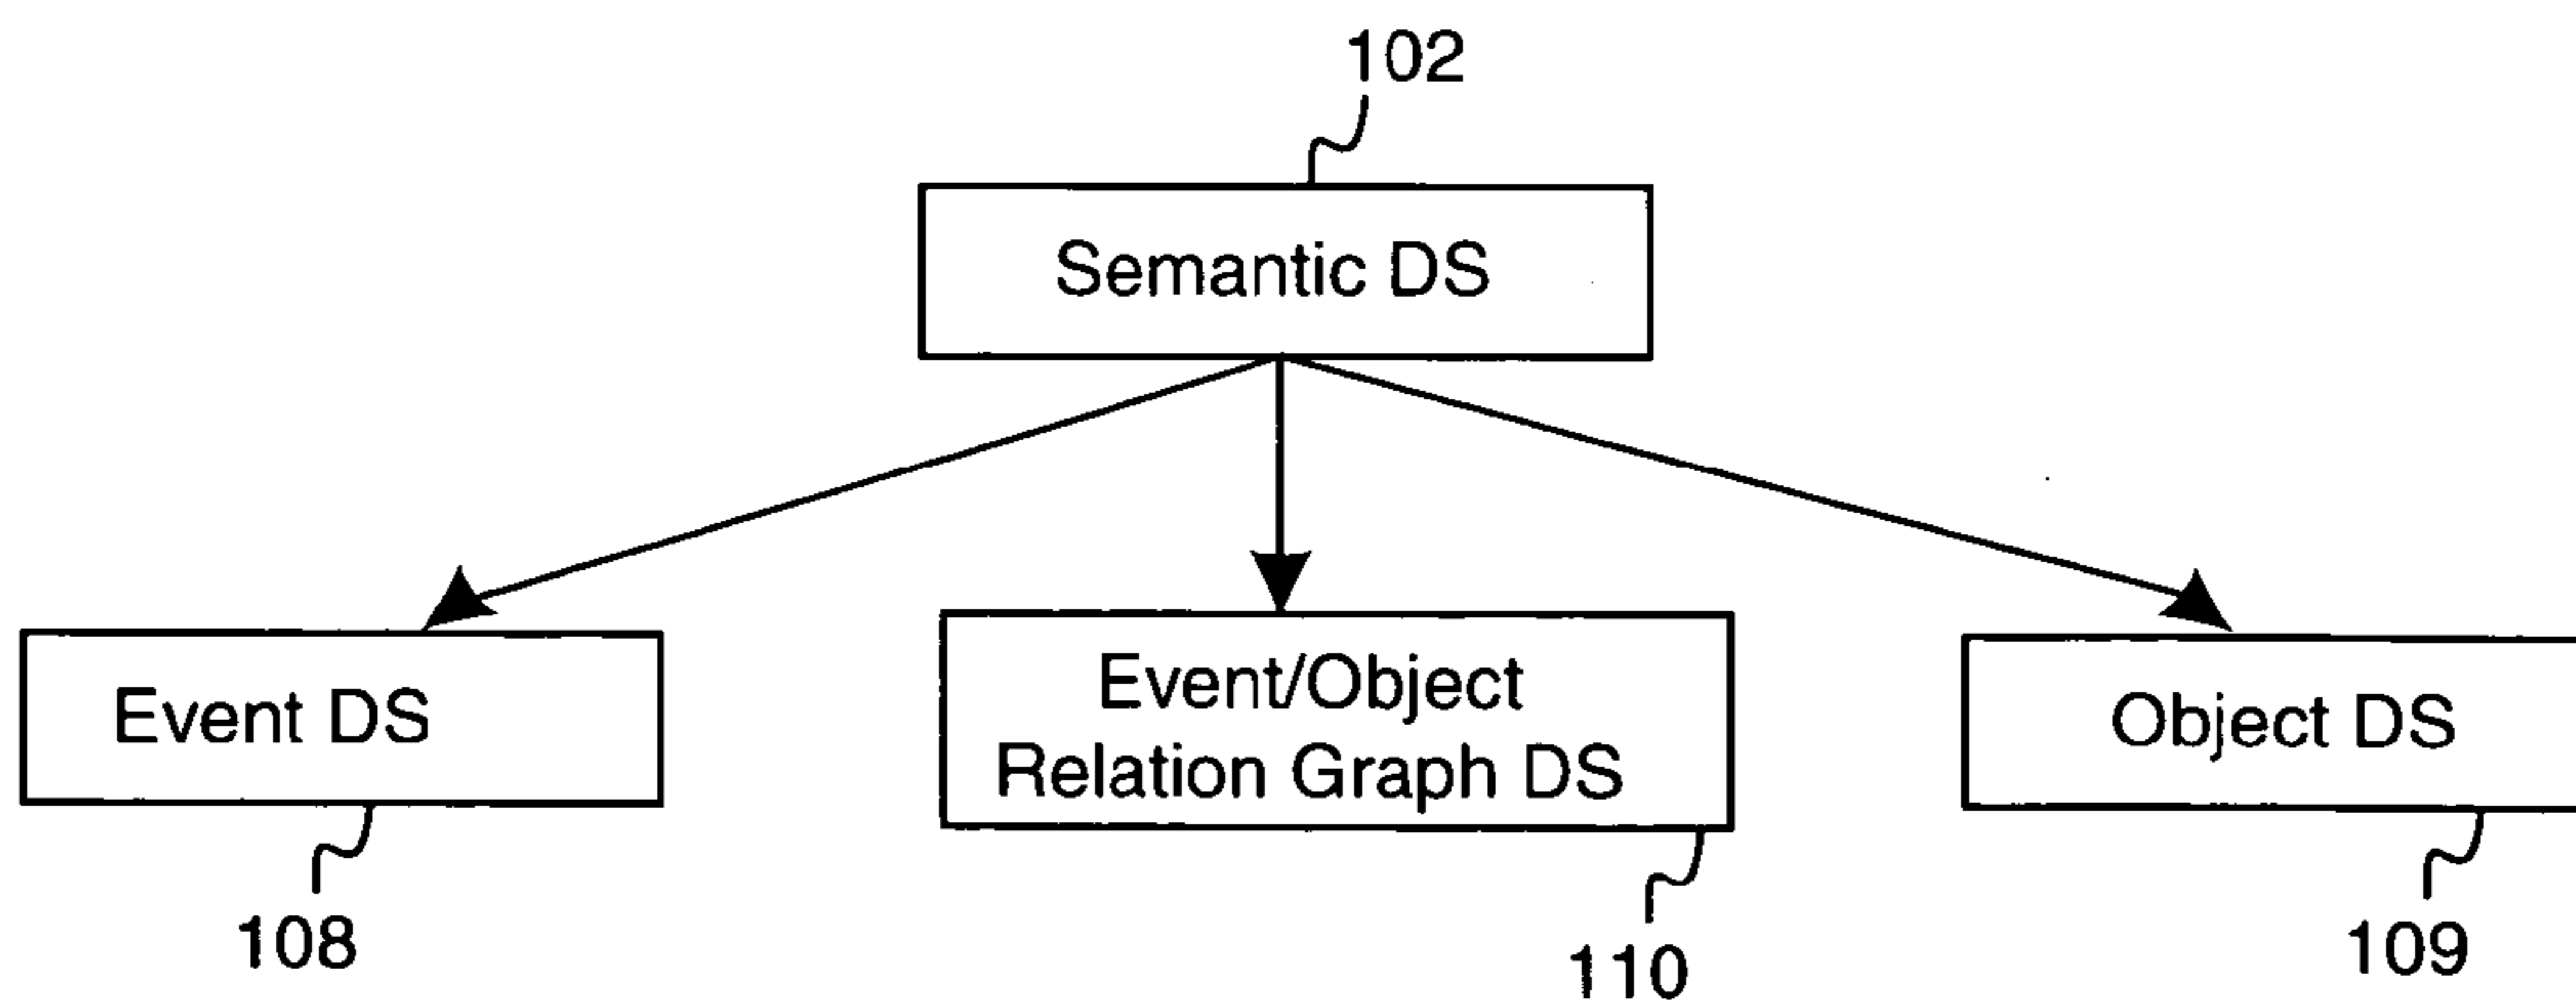 102
Semantic DS
Event DS
Event/Object
Relation Graph DS
Object DS
108
110
109